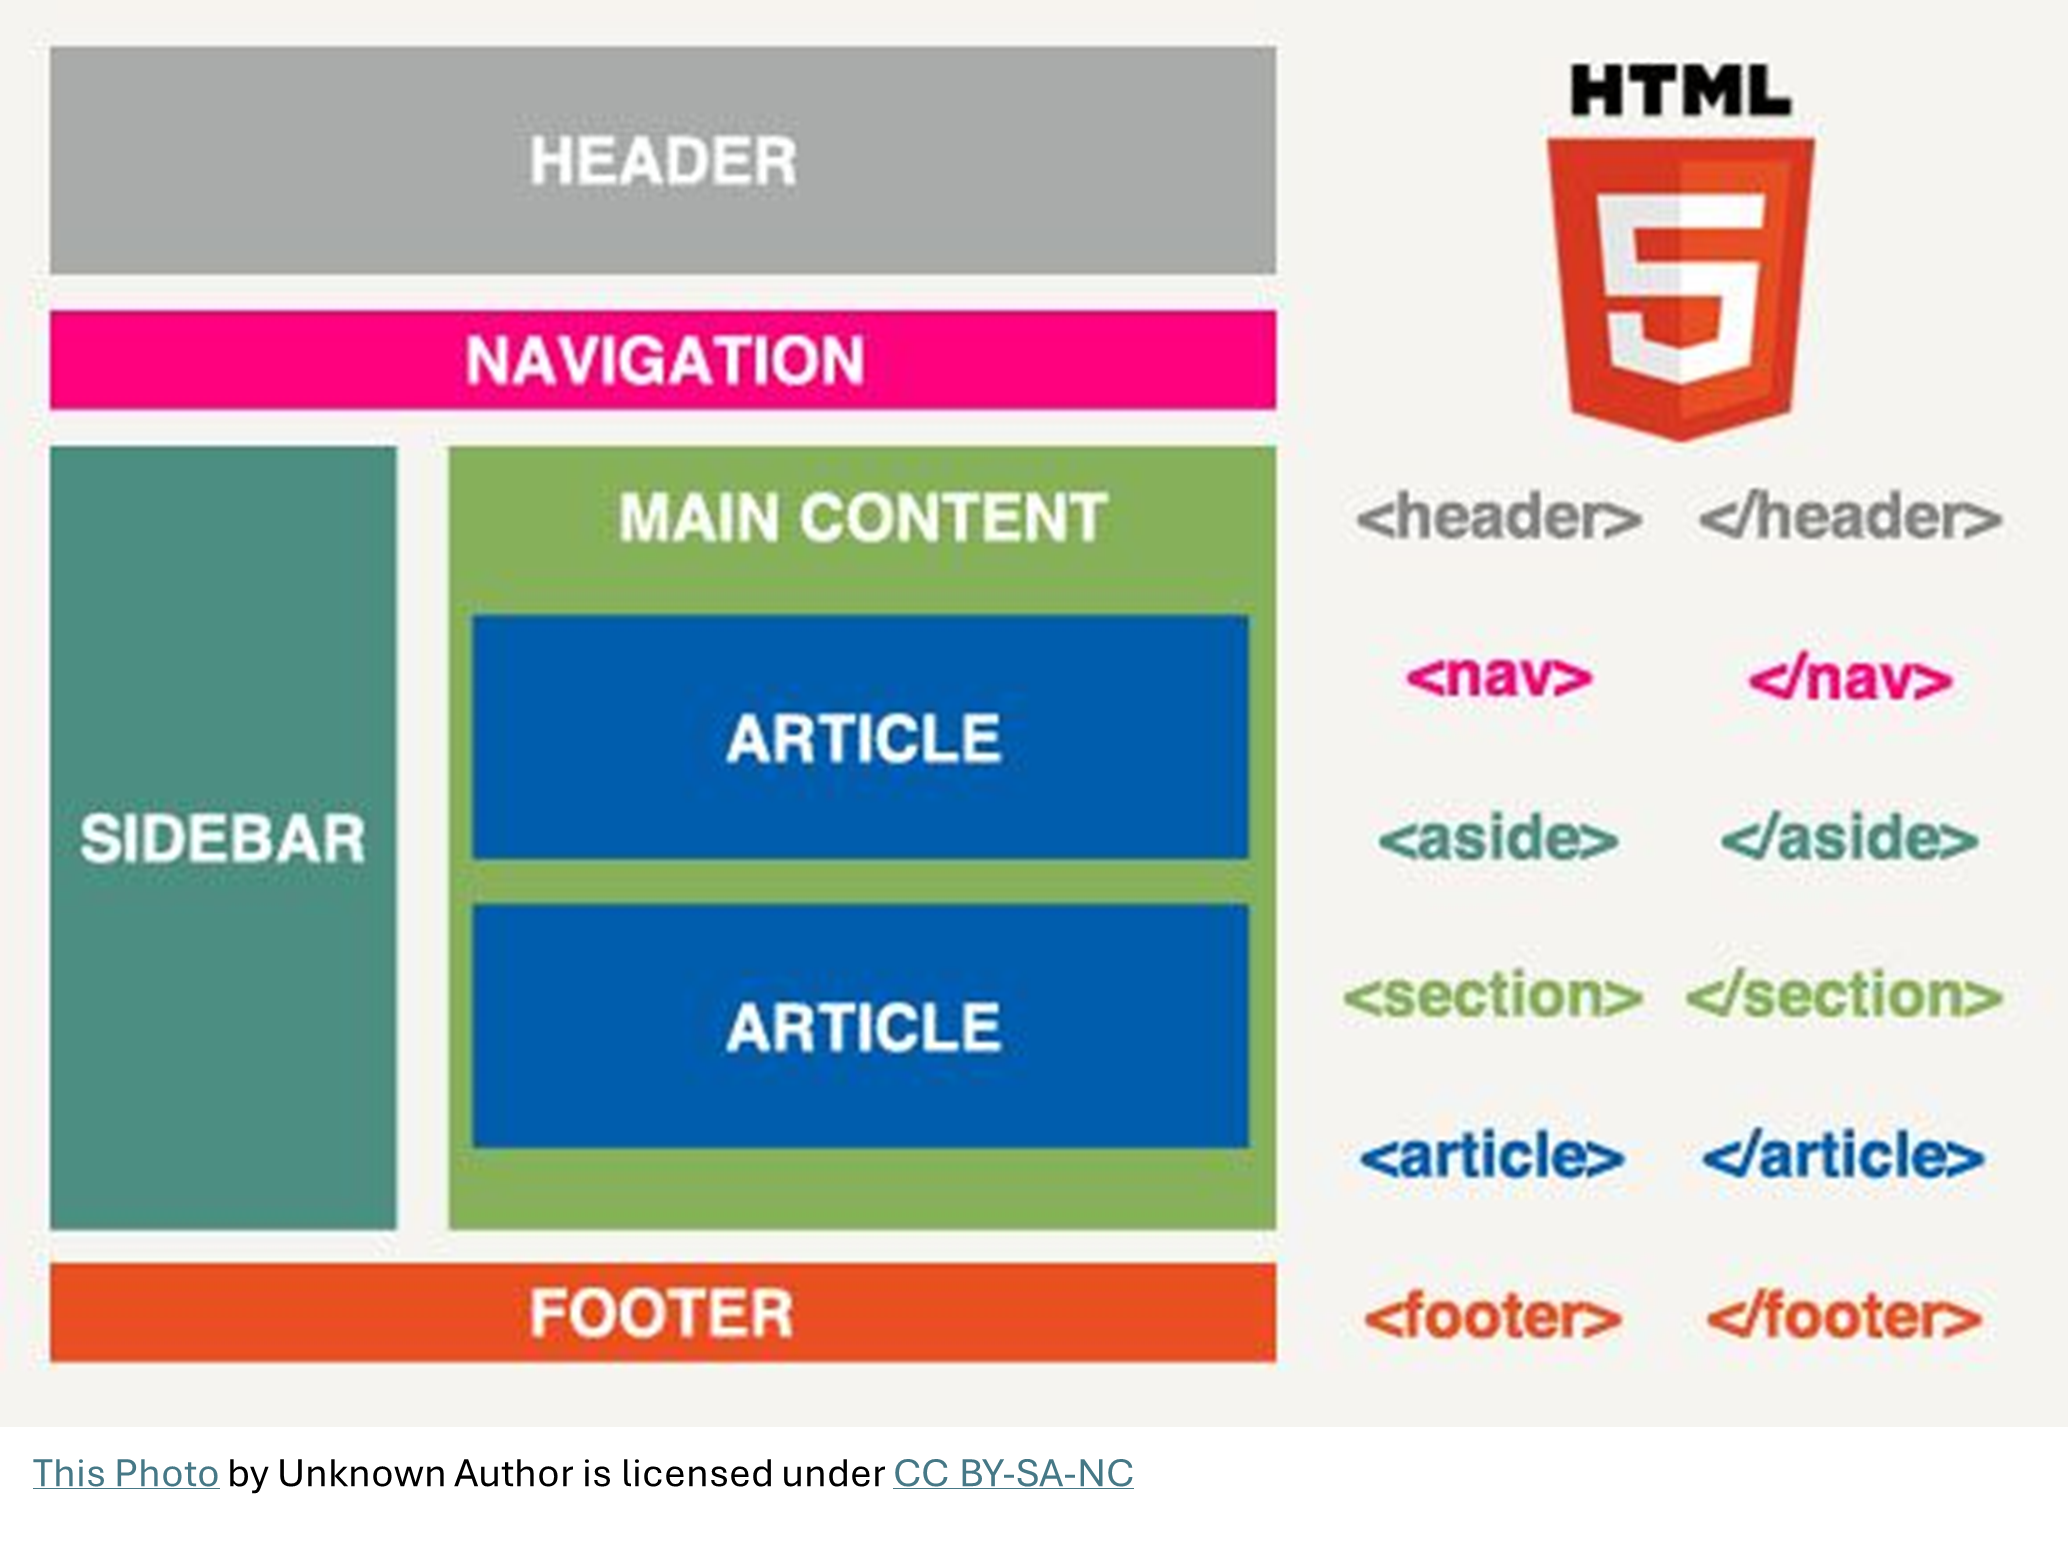 HEADER
NAVIGATION
SIDEBAR
MAIN CONTENT
ARTICLE
ARTICLE
FOOTER
HTML
5
<header> </header>
<nav> </nav>
<aside> </aside>
<section> </section>
<article> </article>
<footer> </footer>
This Photo by Unknown Author is licensed under CC BY-SA-NC